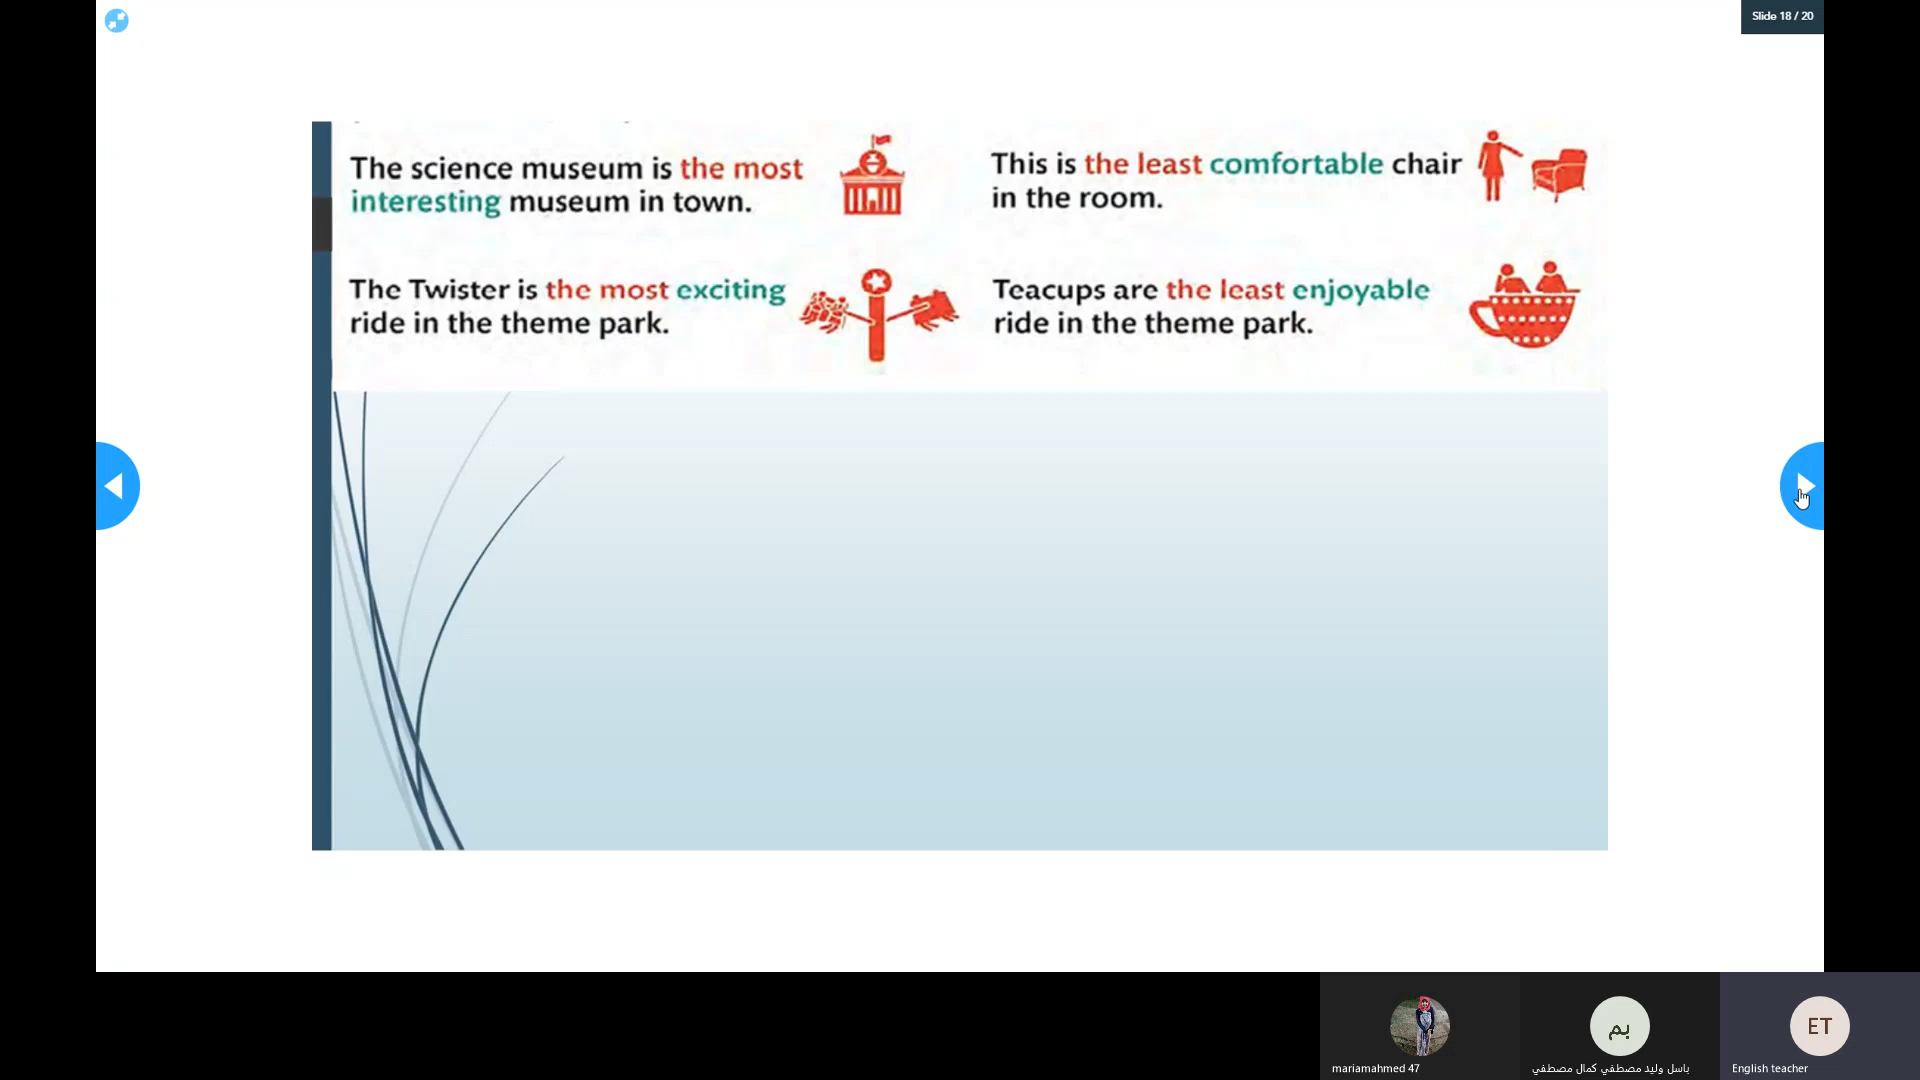 Slide 18 / 20
The science museum is the most
interesting museum in town.
This is the least comfortable chair
in the room.
The Twister is the most exciting
ride in the theme park.
Teacups are the least enjoyable
ride in the theme park.
بم
ET
mariamahmed 47
باسل وليد مصطفي كمال مصطفي
English teacher